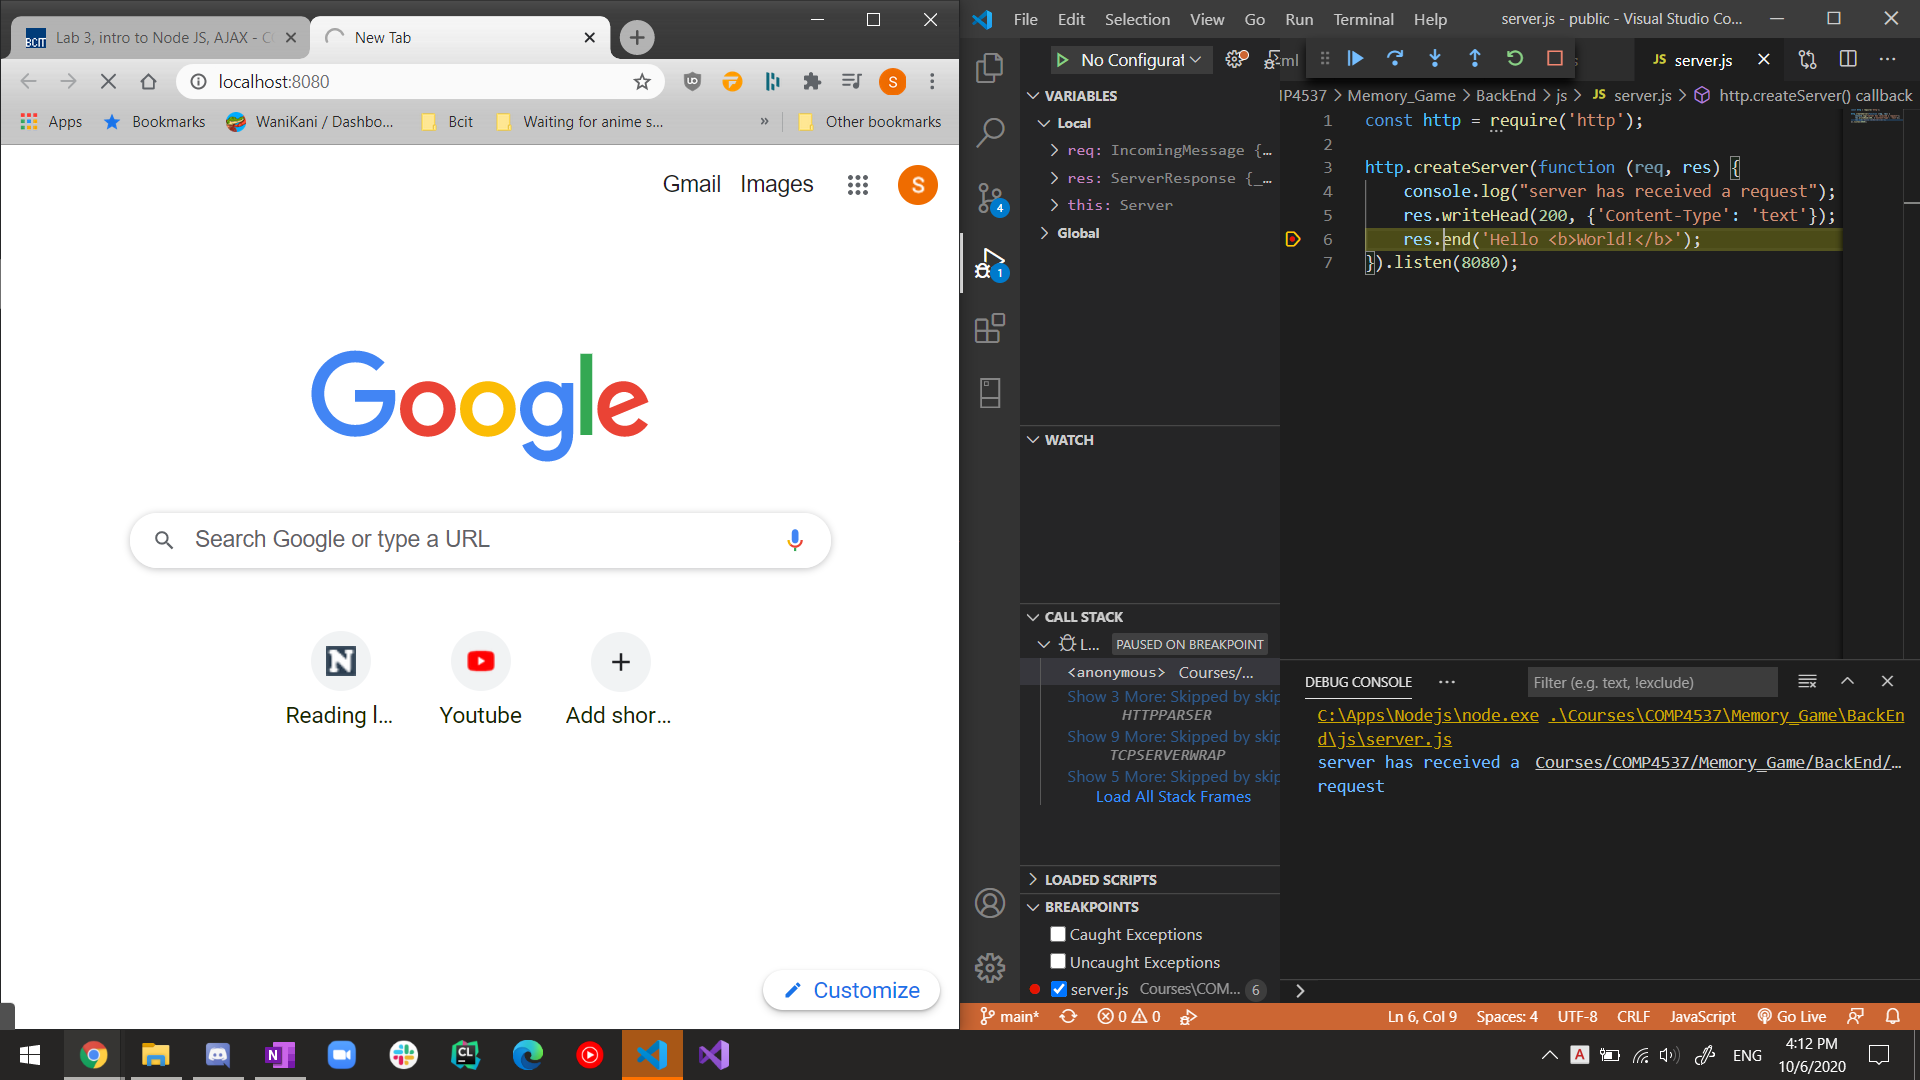 Lab 3, intro to Node JS, AJAX - CO
New Tab
localhost:8080
Apps
Bookmarks
WaniKani / Dashbo...
Bcit
Waiting for anime s...
»
Other bookmarks
Gmail
Images
S
Google
Search Google or type a URL
Reading l...
Youtube
Add shor...
Customize
File Edit Selection View Go Run Terminal Help
server.js - public - Visual Studio Co...
No Configurat
JS server.js
IP4537 > Memory_Game > BackEnd > js > JS server.js > http.createServer() callback
VARIABLES
Local
req: IncomingMessage {…
res: ServerResponse {_…
this: Server
Global
WATCH
CALL STACK
L... PAUSED ON BREAKPOINT
<anonymous> Courses/...
Show 3 More: Skipped by skip
HTTPPARSER
Show 9 More: Skipped by skip
TCPSERVERWRAP
Show 5 More: Skipped by skip
Load All Stack Frames
LOADED SCRIPTS
BREAKPOINTS
Caught Exceptions
Uncaught Exceptions
server.js Courses\COM... 6
1 const http = require('http');
2
3 http.createServer(function (req, res) {
4 console.log("server has received a request");
5 res.writeHead(200, {'Content-Type': 'text'});
6 res.end('Hello <b>World!</b>');
7 }).listen(8080);
DEBUG CONSOLE
Filter (e.g. text, !exclude)
C:\Apps\Nodejs\node.exe .\Courses\COMP4537\Memory_Game\BackEn
d\js\server.js
server has received a Courses/COMP4537/Memory_Game/BackEnd/…
request
main* 0 0
Ln 6, Col 9 Spaces: 4 UTF-8 CRLF JavaScript Go Live
ENG
4:12 PM
10/6/2020